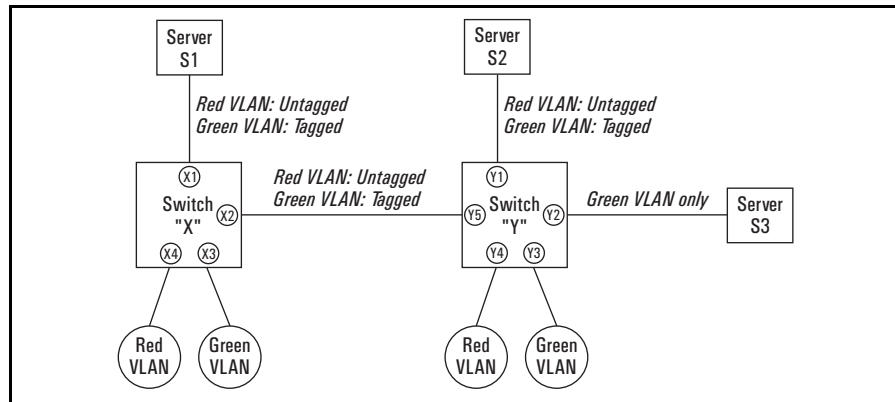 Server
S1
Server
S2
Red VLAN: Untagged
Green VLAN: Tagged
Red VLAN: Untagged
Green VLAN: Tagged
X1
Y1
Red VLAN: Untagged
Green VLAN: Tagged
Switch
"X"
X2
Y5
Switch
"Y"
Y2
Green VLAN only
Server
S3
X4
X3
Y4
Y3
Red
VLAN
Green
VLAN
Red
VLAN
Green
VLAN